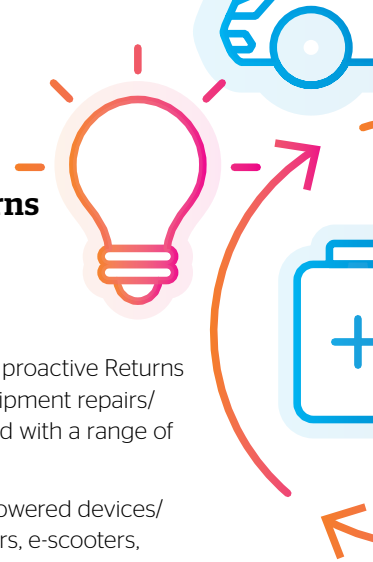 rns
proactive Returns
ipment repairs/
d with a range of
owered devices/
rs, e-scooters,